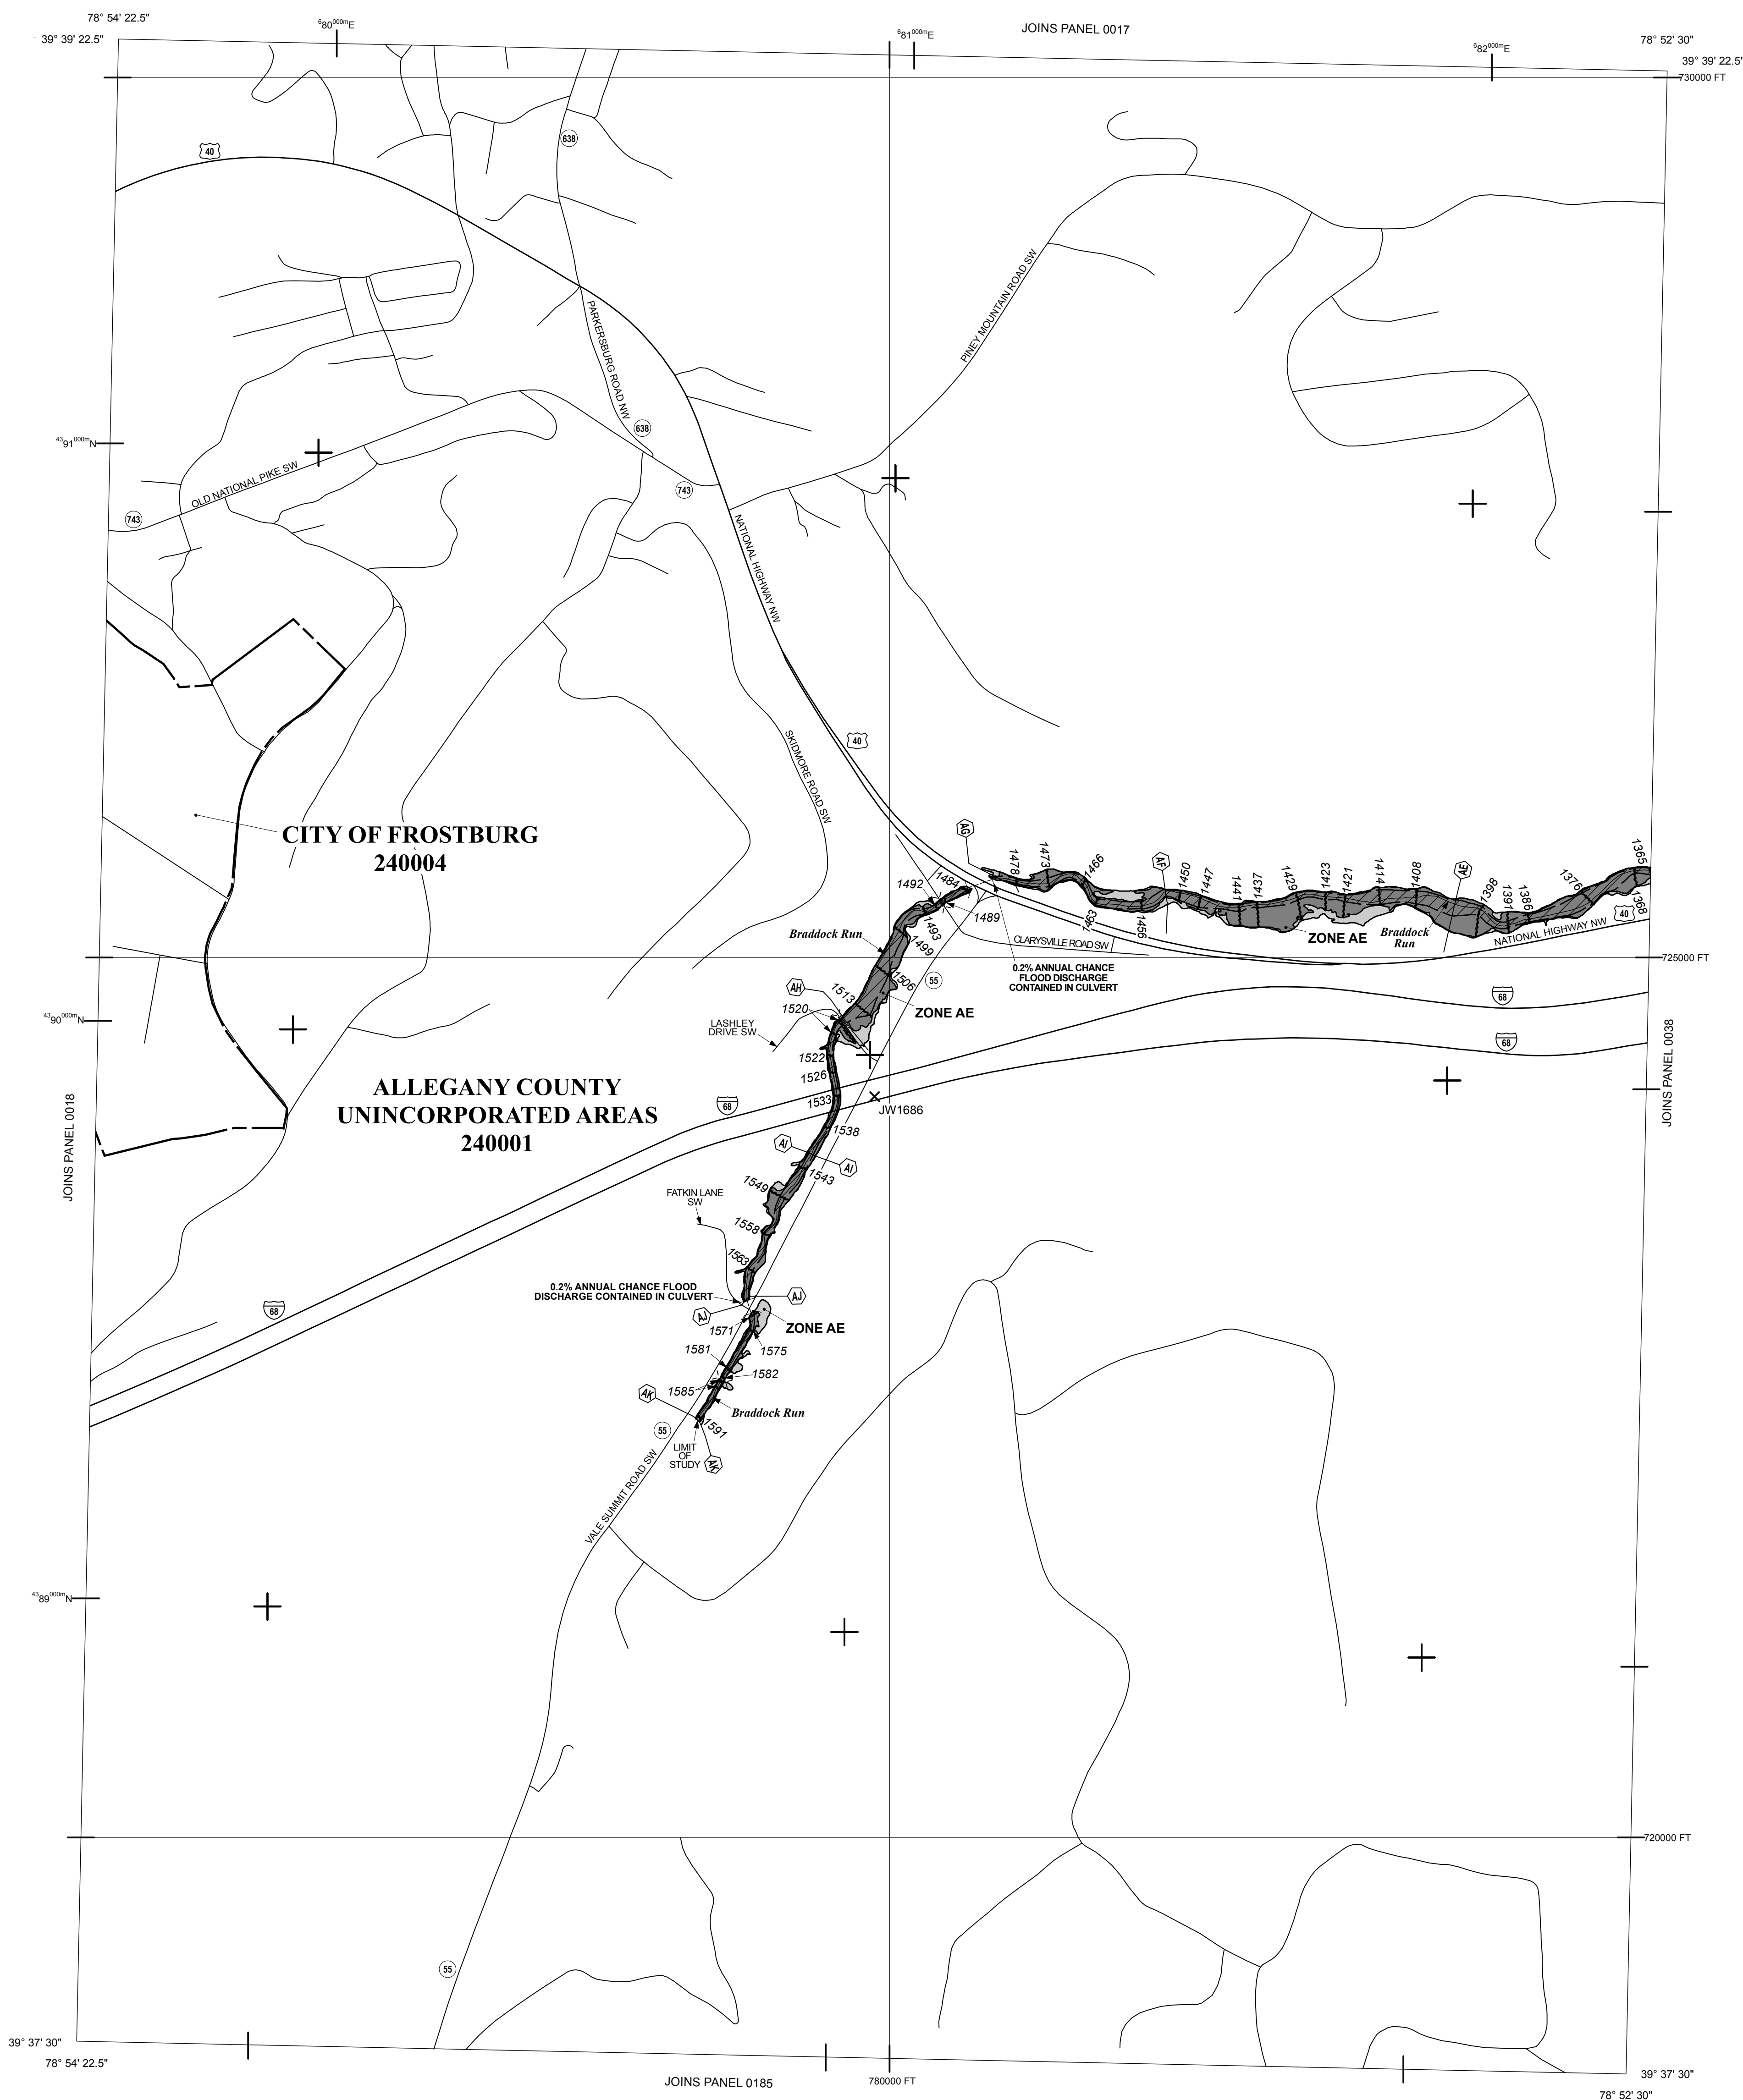 78° 54' 22.5"
39° 39' 22.5"
680000mE
681000mE
JOINS PANEL 0017
682000mE
78° 52' 30"
39° 39' 22.5'
730000 FT
40
638
PINEY MOUNTAIN ROAD SW
PARKERSBURG ROAD NW
638
4391000mN
OLD NATIONAL PIKE SW
743
743
NATIONAL HIGHWAY NW
SKIDMORE ROAD SW
40
CITY OF FROSTBURG
240004
AG
1478
1473
1466
AF
1450
1447
1441
1437
1429
1423
1421
1414
1408
AE
1398
1391
1386
1376
1365
1368
40
NATIONAL HIGHWAY NW
1492
1484
1489
1493
1499
1463
1456
CLARYSVILLE ROAD SW
ZONE AE
Braddock
Run
Braddock Run
0.2% ANNUAL CHANCE
FLOOD DISCHARGE
CONTAINED IN CULVERT
725000 FT
55
1506
AH
1513
1520
ZONE AE
68
4390000mN
LASHLEY
DRIVE SW
68
1522
1526
1533
68
JW1686
ALLEGANY COUNTY
UNINCORPORATED AREAS
240001
JOINS PANEL 0018
JOINS PANEL 0038
1538
AI
AI
1543
1549
FATKIN LANE
SW
1558
1563
0.2% ANNUAL CHANCE FLOOD
DISCHARGE CONTAINED IN CULVERT
68
AJ
AJ
1571
ZONE AE
1575
1581
1582
1585
AK
Braddock Run
1591
55
LIMIT
OF
STUDY
AK
VALE SUMMIT ROAD SW
4389000mN
720000 FT
55
39° 37' 30"
78° 54' 22.5"
JOINS PANEL 0185
780000 FT
39° 37' 30"
78° 52' 30"